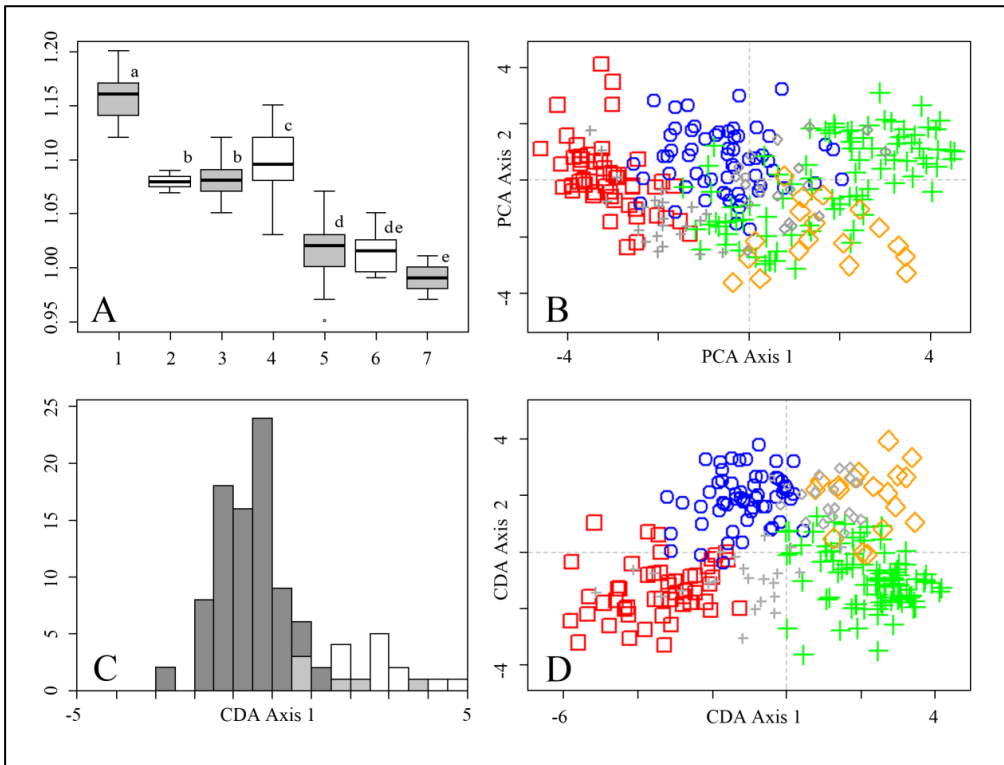 1.20
1.15
1.10
1.05
1.00
0.95
a
b
b
c
d
de
e
A
1 2 3 4 5 6 7
4
2
PCA Axis 1
-4
B
-4 PCA Axis 1 4
25
20
15
10
5
0
C
-5 CDA Axis 1 5
4
2
CDA Axis 1
-4
D
-6 CDA Axis 1 4